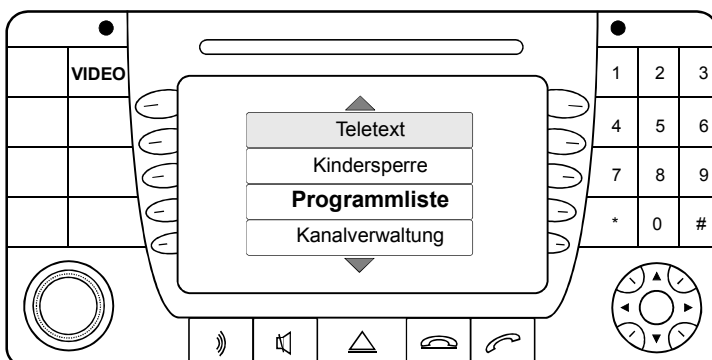 VIDEO
1 2 3
Teletext
4 5 6
Kindersperre
7 8 9
Programmliste
* 0 #
Kanalverwaltung